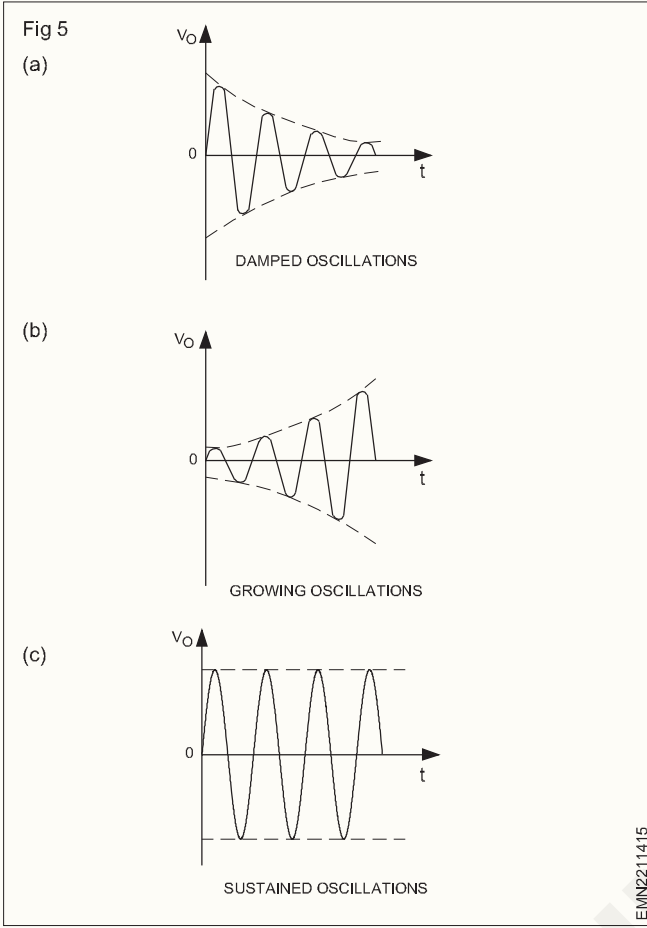 Fig 5
(a)
VO
0
t
DAMPED OSCILLATIONS
(b)
VO
0
t
GROWING OSCILLATIONS
(c)
VO
0
t
SUSTAINED OSCILLATIONS
EMN2211415